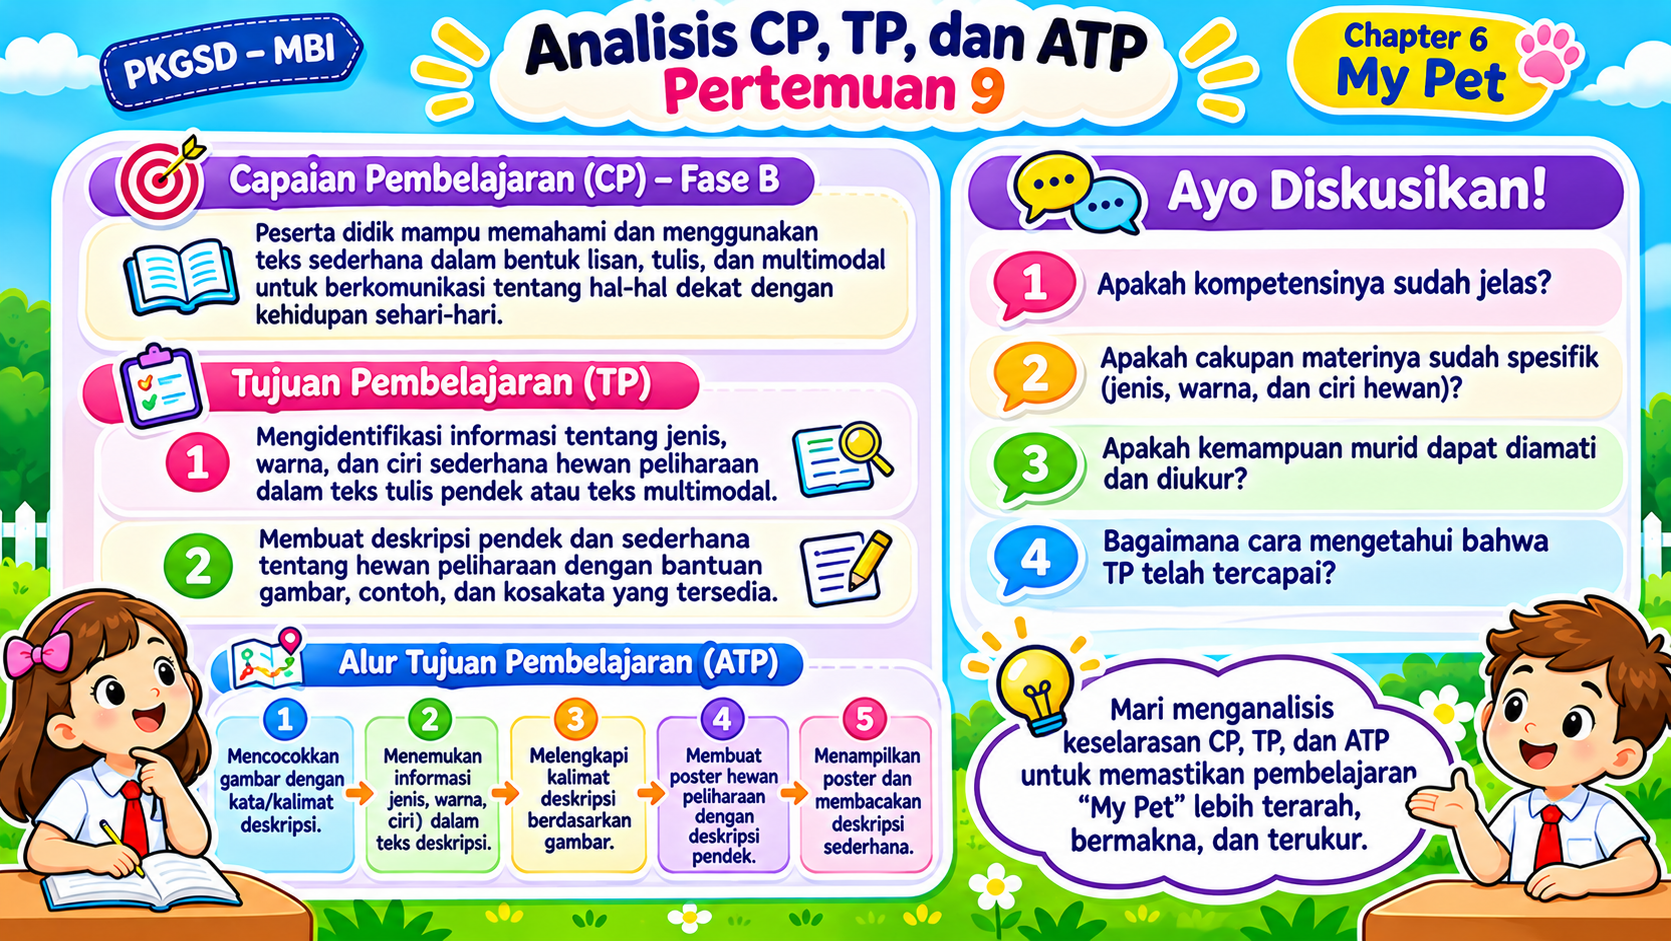 PKGSD – MBI
Analisis CP, TP, dan ATP
Pertemuan 9
Chapter 6
My Pet
Capaian Pembelajaran (CP) – Fase B
Peserta didik mampu memahami dan menggunakan
teks sederhana dalam bentuk lisan, tulis, dan multimodal
untuk berkomunikasi tentang hal-hal dekat dengan
kehidupan sehari-hari.
Tujuan Pembelajaran (TP)
1
Mengidentifikasi informasi tentang jenis,
warna, dan ciri sederhana hewan peliharaan
dalam teks tulis pendek atau teks multimodal.
2
Membuat deskripsi pendek dan sederhana
tentang hewan peliharaan dengan bantuan
gambar, contoh, dan kosakata yang tersedia.
Alur Tujuan Pembelajaran (ATP)
1
Mencocokkan
gambar dengan
kata/kalimat
deskripsi.
2
Menemukan
informasi
jenis, warna,
ciri) dalam
teks deskripsi.
3
Melengkapi
kalimat
deskripsi
berdasarkan
gambar.
4
Membuat
poster hewan
peliharaan
dengan
deskripsi
pendek.
5
Menampilkan
poster dan
membacakan
deskripsi
sederhana.
Ayo Diskusikan!
1
Apakah kompetensinya sudah jelas?
2
Apakah cakupan materinya sudah spesifik
(jenis, warna, dan ciri hewan)?
3
Apakah kemampuan murid dapat diamati
dan diukur?
4
Bagaimana cara mengetahui bahwa
TP telah tercapai?
Mari menganalisis
keselarasan CP, TP, dan ATP
untuk memastikan pembelajaran
“My Pet” lebih terarah,
bermakna, dan terukur.